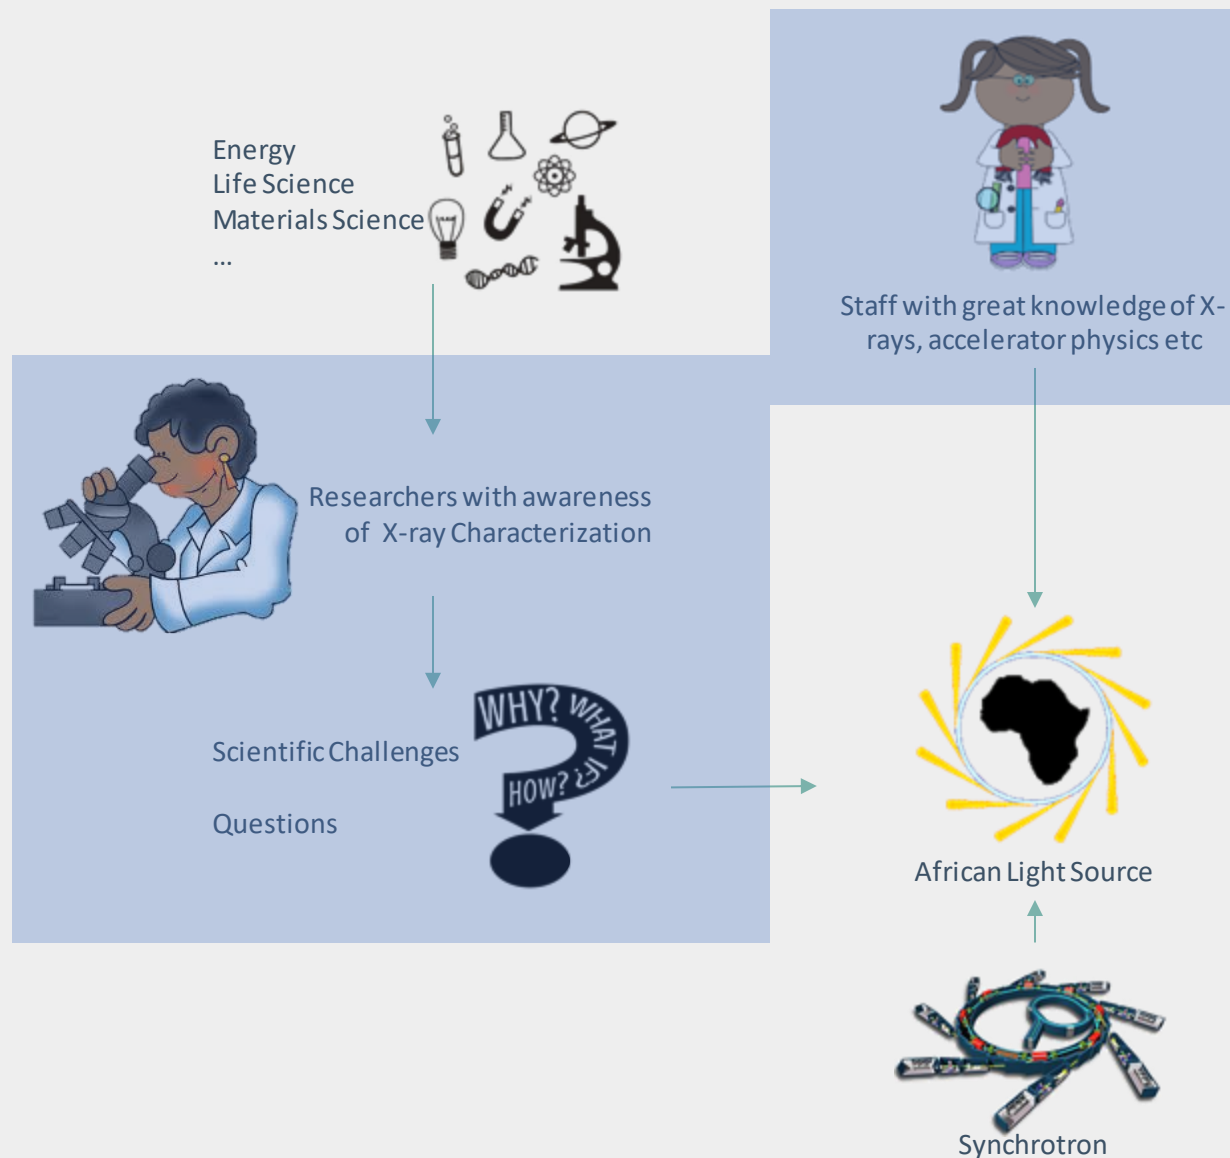 Energy
Life Science
Materials Science
...
Staff with great knowledge of X-
rays, accelerator physics etc
Researchers with awareness
of X-ray Characterization
WHY? WHAT IF?
HOW?
Scientific Challenges
Questions
African Light Source
Synchrotron